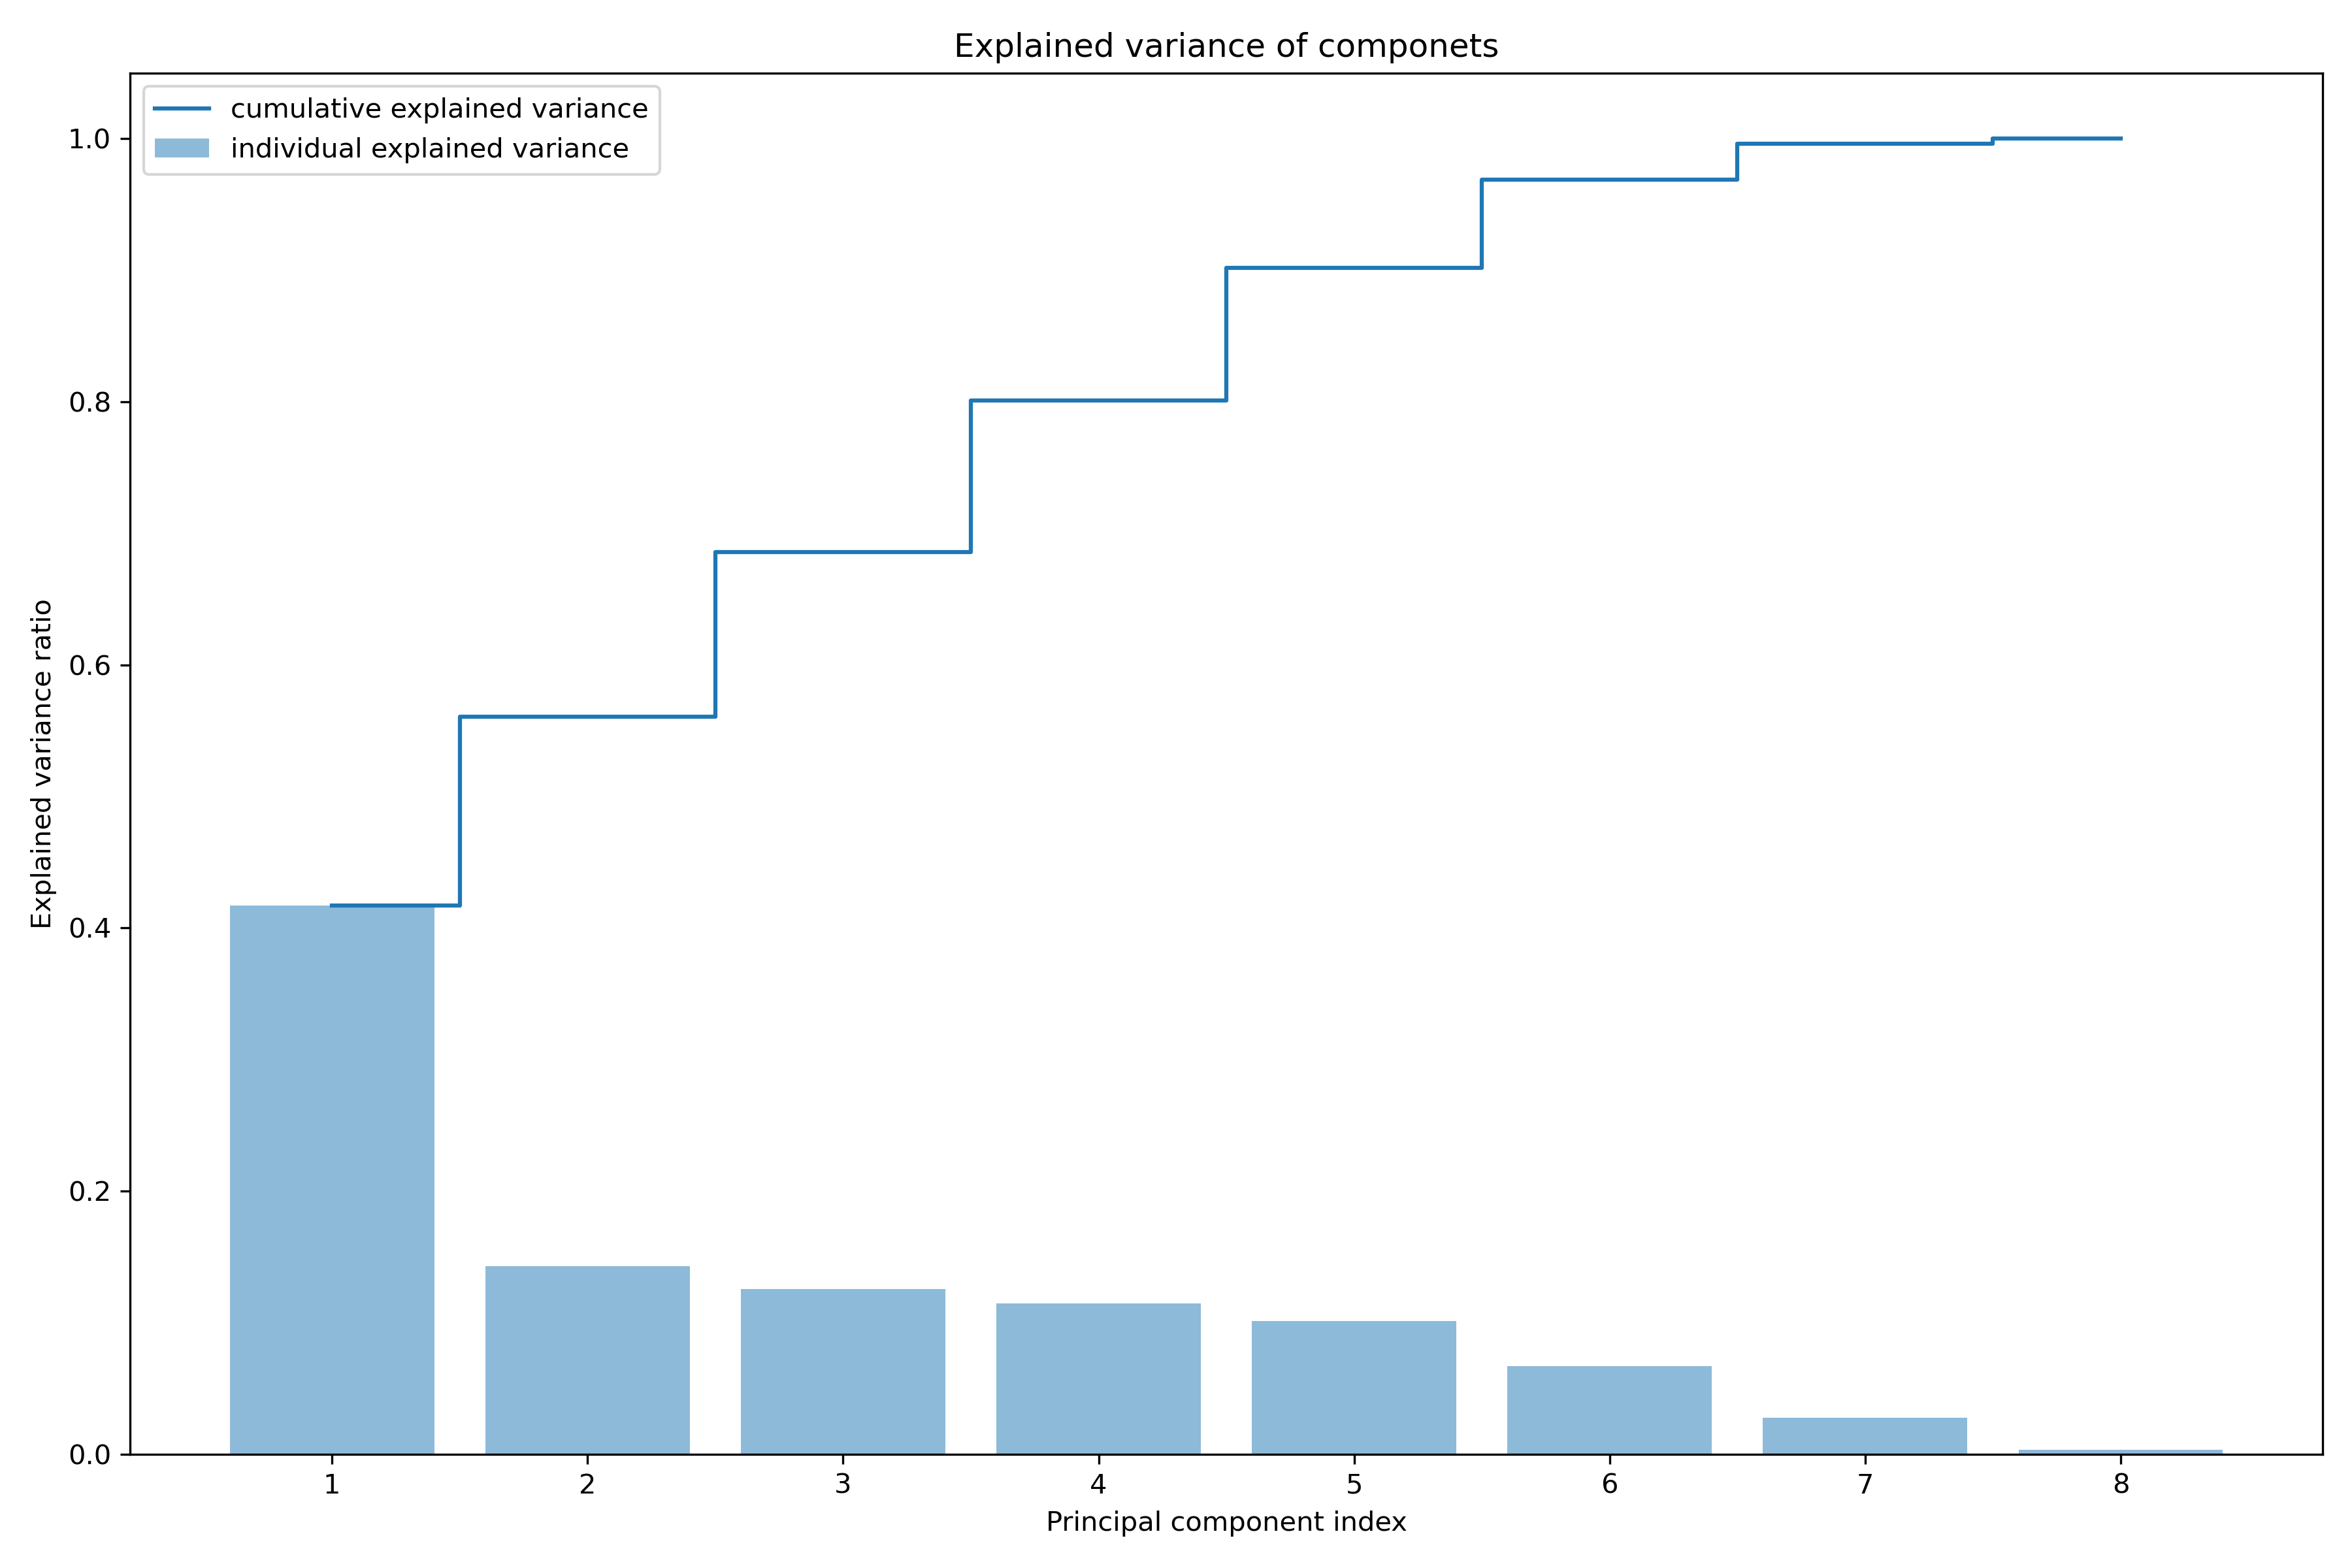 Explained variance of componets
cumulative explained variance
individual explained variance
1.0
0.8
0.6
0.4
0.2
0.0
Explained variance ratio
1 2 3 4 5 6 7 8
Principal component index